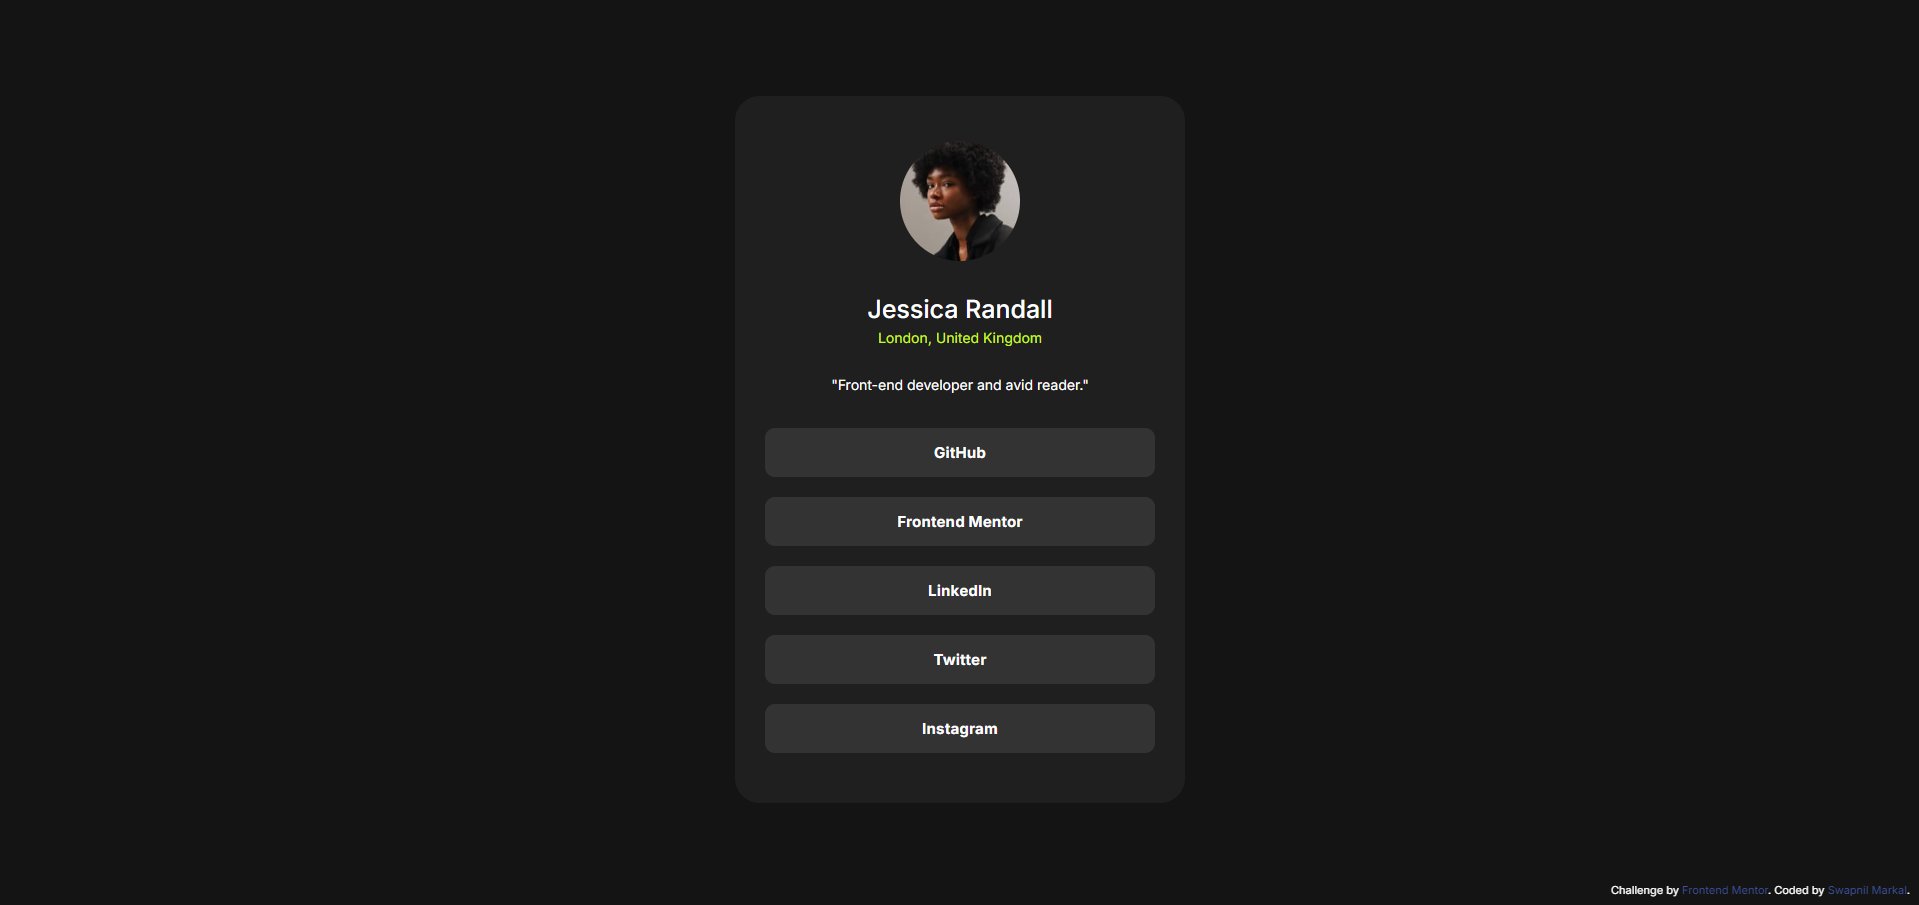 Jessica Randall
London, United Kingdom
"Front-end developer and avid reader."
GitHub
Frontend Mentor
LinkedIn
Twitter
Instagram
Challenge by Frontend Mentor. Coded by Swapnil Markal.